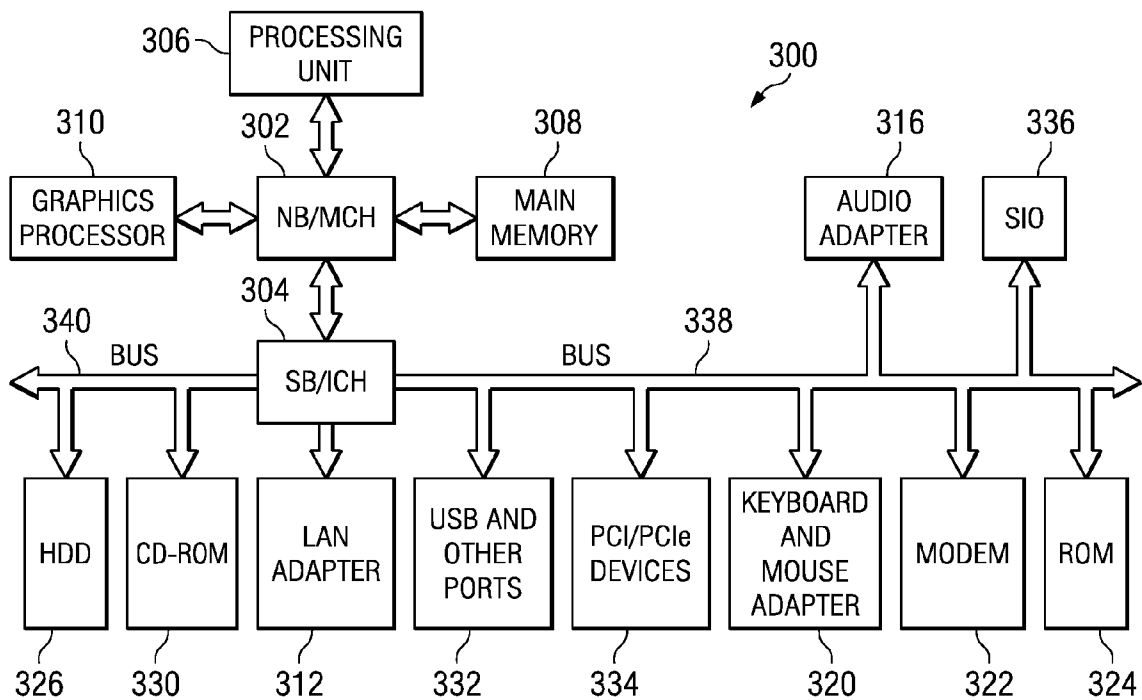 306
PROCESSING
UNIT
300
310
302
308
316
336
GRAPHICS
PROCESSOR
NB/MCH
MAIN
MEMORY
AUDIO
ADAPTER
SIO
304
340
BUS
SB/ICH
BUS
338
HDD
CD-ROM
LAN
ADAPTER
USB AND
OTHER
PORTS
PCI/PCIe
DEVICES
KEYBOARD
AND
MOUSE
ADAPTER
MODEM
ROM
326
330
312
332
334
320
322
324